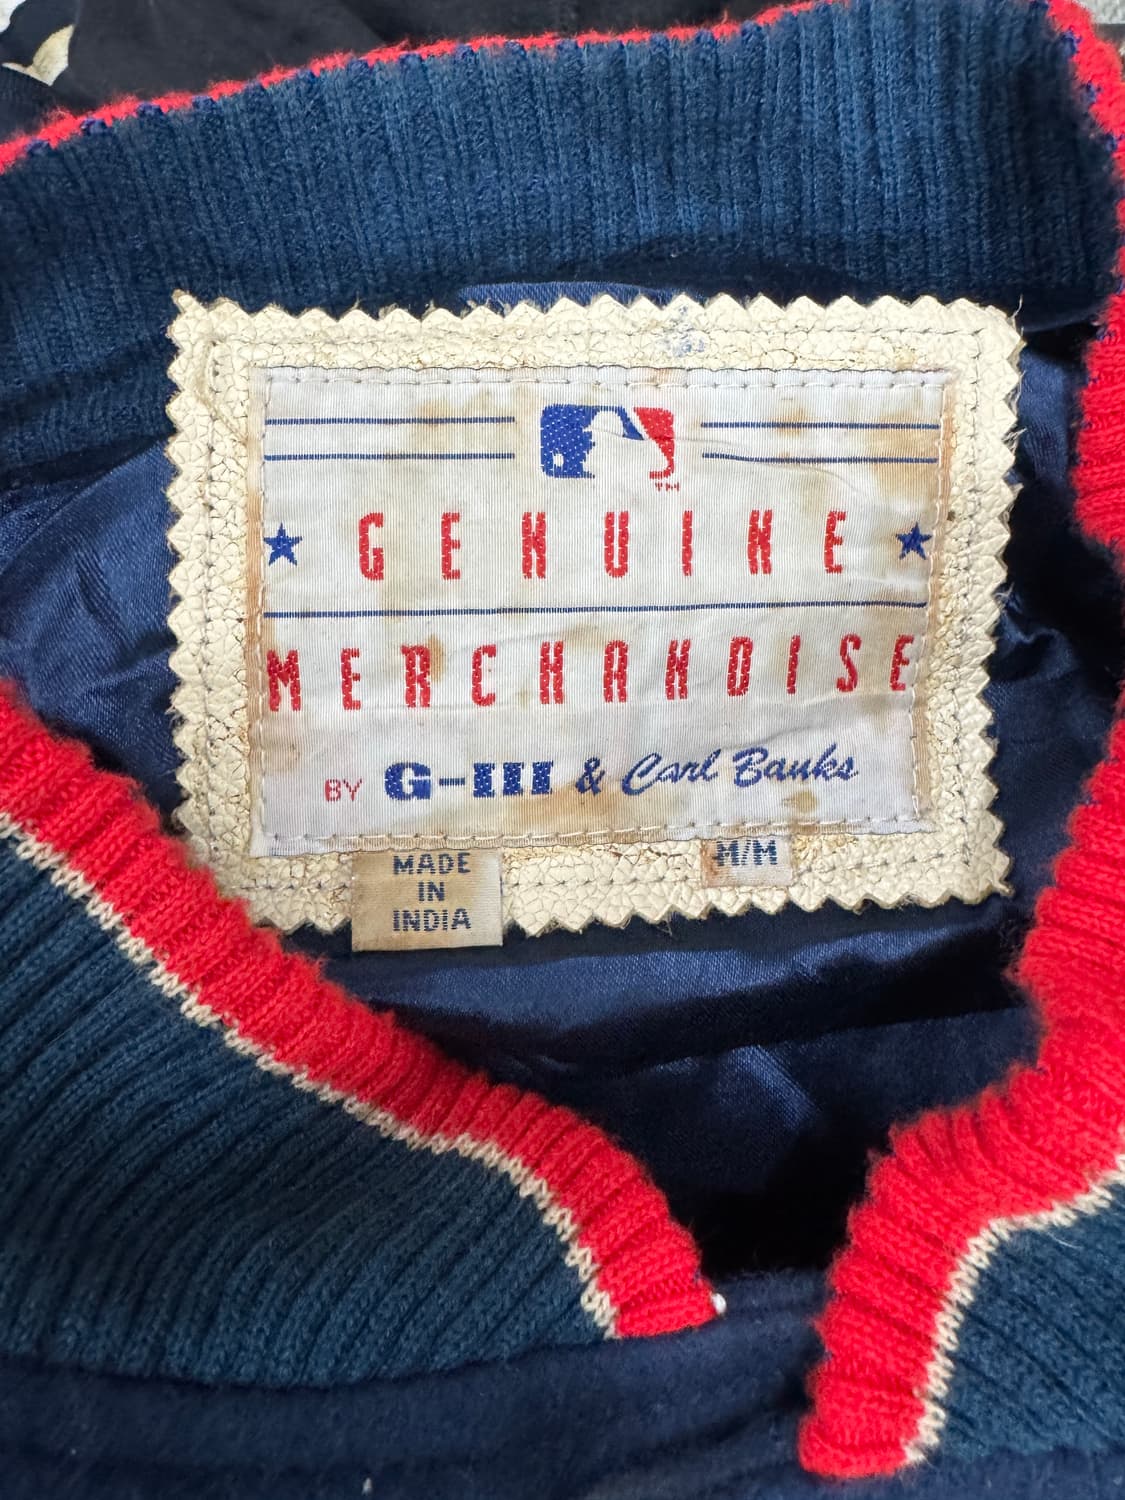 TM
GENUINE
MERCHANDISE
BY G-III & Carl Banks
MADE
IN
INDIA
M/M